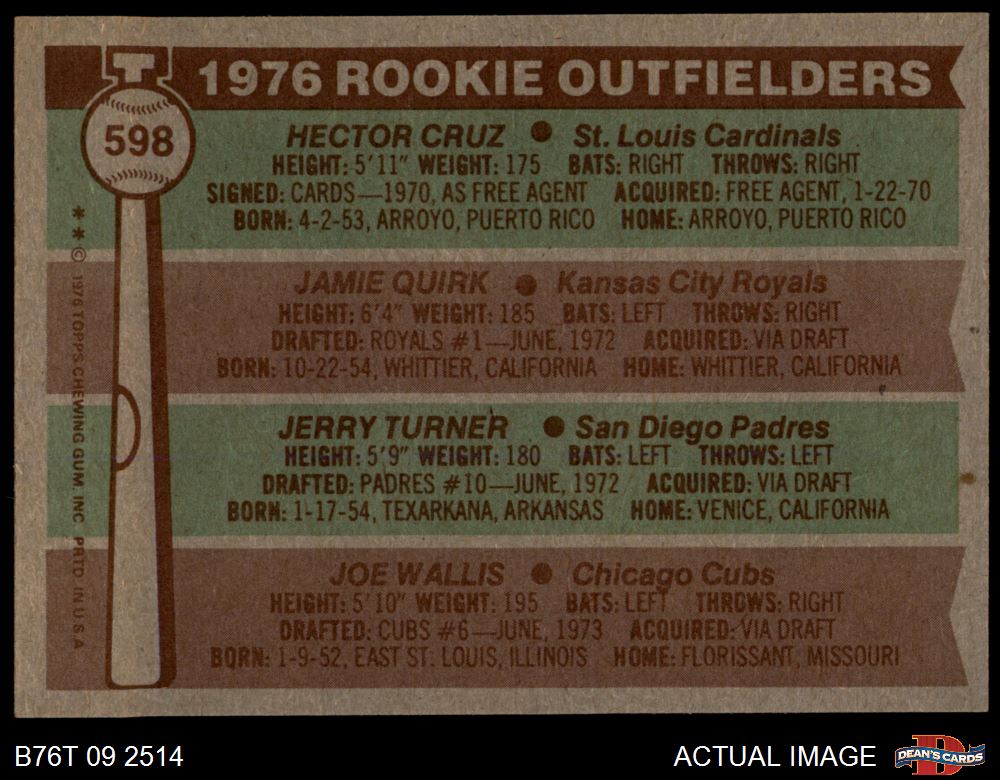 T
1976 ROOKIE OUTFIELDERS
598
HECTOR CRUZ ● St. Louis Cardinals
HEIGHT: 5'11" WEIGHT: 175 BATS: RIGHT THROWS: RIGHT
SIGNED: CARDS—1970, AS FREE AGENT ACQUIRED: FREE AGENT, 1-22-70
BORN: 4-2-53, ARROYO, PUERTO RICO HOME: ARROYO, PUERTO RICO
JAMIE QUIRK ● Kansas City Royals
HEIGHT: 6'4" WEIGHT: 185 BATS: LEFT THROWS: RIGHT
DRAFTED: ROYALS #1—JUNE, 1972 ACQUIRED: VIA DRAFT
BORN: 10-22-54, WHITTIER, CALIFORNIA HOME: WHITTIER, CALIFORNIA
JERRY TURNER ● San Diego Padres
HEIGHT: 5'9" WEIGHT: 180 BATS: LEFT THROWS: LEFT
DRAFTED: PADRES #10—JUNE, 1972 ACQUIRED: VIA DRAFT
BORN: 1-17-54, TEXARKANA, ARKANSAS HOME: VENICE, CALIFORNIA
JOE WALLIS ● Chicago Cubs
HEIGHT: 5'10" WEIGHT: 195 BATS: LEFT THROWS: RIGHT
DRAFTED: CUBS #6—JUNE, 1973 ACQUIRED: VIA DRAFT
BORN: 1-9-52, EAST ST. LOUIS, ILLINOIS HOME: FLORISSANT, MISSOURI
** © 1976 TOPPS CHEWING GUM, INC. PRTD. IN U.S.A.
B76T 09 2514
ACTUAL IMAGE
D
DEAN'S CARDS